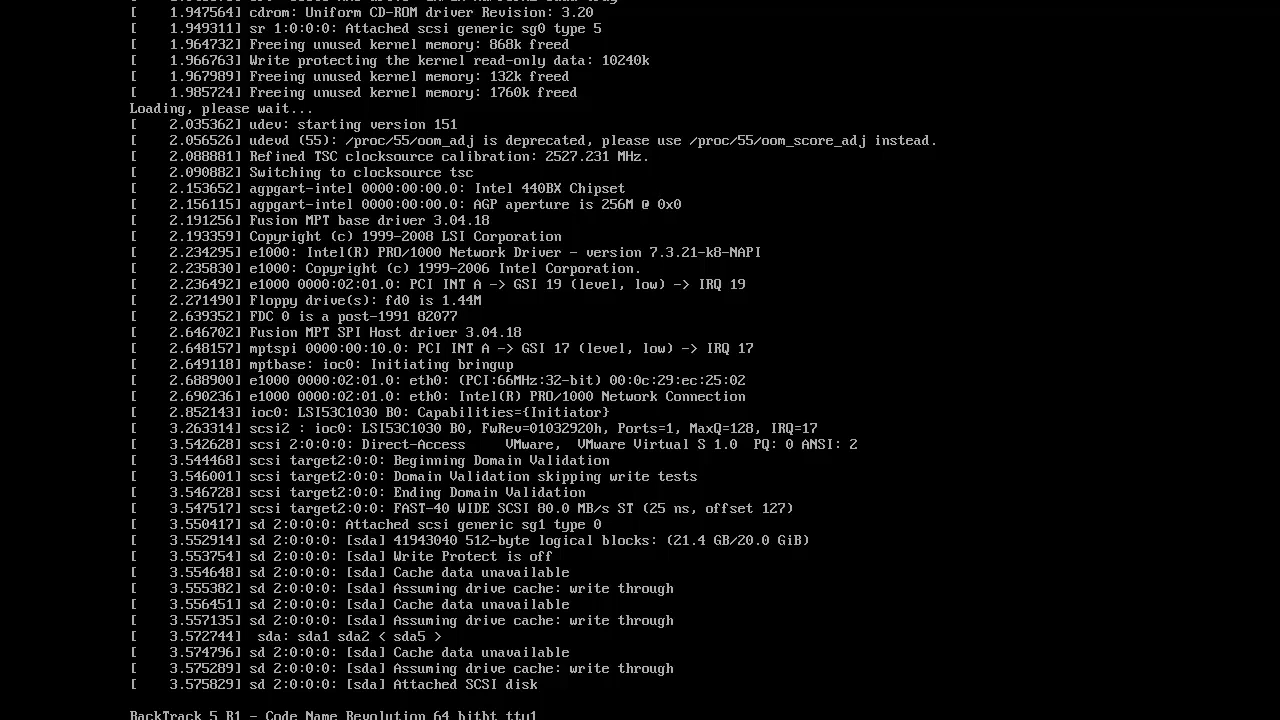 [    1.947564] cdrom: Uniform CD-ROM driver Revision: 3.20
[    1.949311] sr 1:0:0:0: Attached scsi generic sg0 type 5
[    1.964732] Freeing unused kernel memory: 868k freed
[    1.966763] Write protecting the kernel read-only data: 10240k
[    1.967989] Freeing unused kernel memory: 132k freed
[    1.985724] Freeing unused kernel memory: 1760k freed
Loading, please wait...
[    2.035362] udev: starting version 151
[    2.056526] udevd (55): /proc/55/oom_adj is deprecated, please use /proc/55/oom_score_adj instead.
[    2.088881] Refined TSC clocksource calibration: 2527.231 MHz.
[    2.090882] Switching to clocksource tsc
[    2.153652] agpgart-intel 0000:00:00.0: Intel 440BX Chipset
[    2.156115] agpgart-intel 0000:00:00.0: AGP aperture is 256M @ 0x0
[    2.191256] Fusion MPT base driver 3.04.18
[    2.193359] Copyright (c) 1999-2008 LSI Corporation
[    2.234295] e1000: Intel(R) PRO/1000 Network Driver - version 7.3.21-k8-NAPI
[    2.235830] e1000: Copyright (c) 1999-2006 Intel Corporation.
[    2.236492] e1000 0000:02:01.0: PCI INT A -> GSI 19 (level, low) -> IRQ 19
[    2.271490] Floppy drive(s): fd0 is 1.44M
[    2.639352] FDC 0 is a post-1991 82077
[    2.646702] Fusion MPT SPI Host driver 3.04.18
[    2.648157] mptspi 0000:00:10.0: PCI INT A -> GSI 17 (level, low) -> IRQ 17
[    2.649118] mptbase: ioc0: Initiating bringup
[    2.688900] e1000 0000:02:01.0: eth0: (PCI:66MHz:32-bit) 00:0c:29:ec:25:02
[    2.690236] e1000 0000:02:01.0: eth0: Intel(R) PRO/1000 Network Connection
[    2.852143] ioc0: LSI53C1030 B0: Capabilities={Initiator}
[    3.263314] scsi2 : ioc0: LSI53C1030 B0, FwRev=01032920h, Ports=1, MaxQ=128, IRQ=17
[    3.542628] scsi 2:0:0:0: Direct-Access     VMware,  VMware Virtual S 1.0  PQ: 0 ANSI: 2
[    3.544468] scsi target2:0:0: Beginning Domain Validation
[    3.546001] scsi target2:0:0: Domain Validation skipping write tests
[    3.546728] scsi target2:0:0: Ending Domain Validation
[    3.547517] scsi target2:0:0: FAST-40 WIDE SCSI 80.0 MB/s ST (25 ns, offset 127)
[    3.550417] sd 2:0:0:0: Attached scsi generic sg1 type 0
[    3.552914] sd 2:0:0:0: [sda] 41943040 512-byte logical blocks: (21.4 GB/20.0 GiB)
[    3.553754] sd 2:0:0:0: [sda] Write Protect is off
[    3.554648] sd 2:0:0:0: [sda] Cache data unavailable
[    3.555382] sd 2:0:0:0: [sda] Assuming drive cache: write through
[    3.556451] sd 2:0:0:0: [sda] Cache data unavailable
[    3.557135] sd 2:0:0:0: [sda] Assuming drive cache: write through
[    3.572744]  sda: sda1 sda2 < sda5 >
[    3.574796] sd 2:0:0:0: [sda] Cache data unavailable
[    3.575289] sd 2:0:0:0: [sda] Assuming drive cache: write through
[    3.575829] sd 2:0:0:0: [sda] Attached SCSI disk
BackTrack 5 R1 - Code Name Revolution 64 bitbt tty1